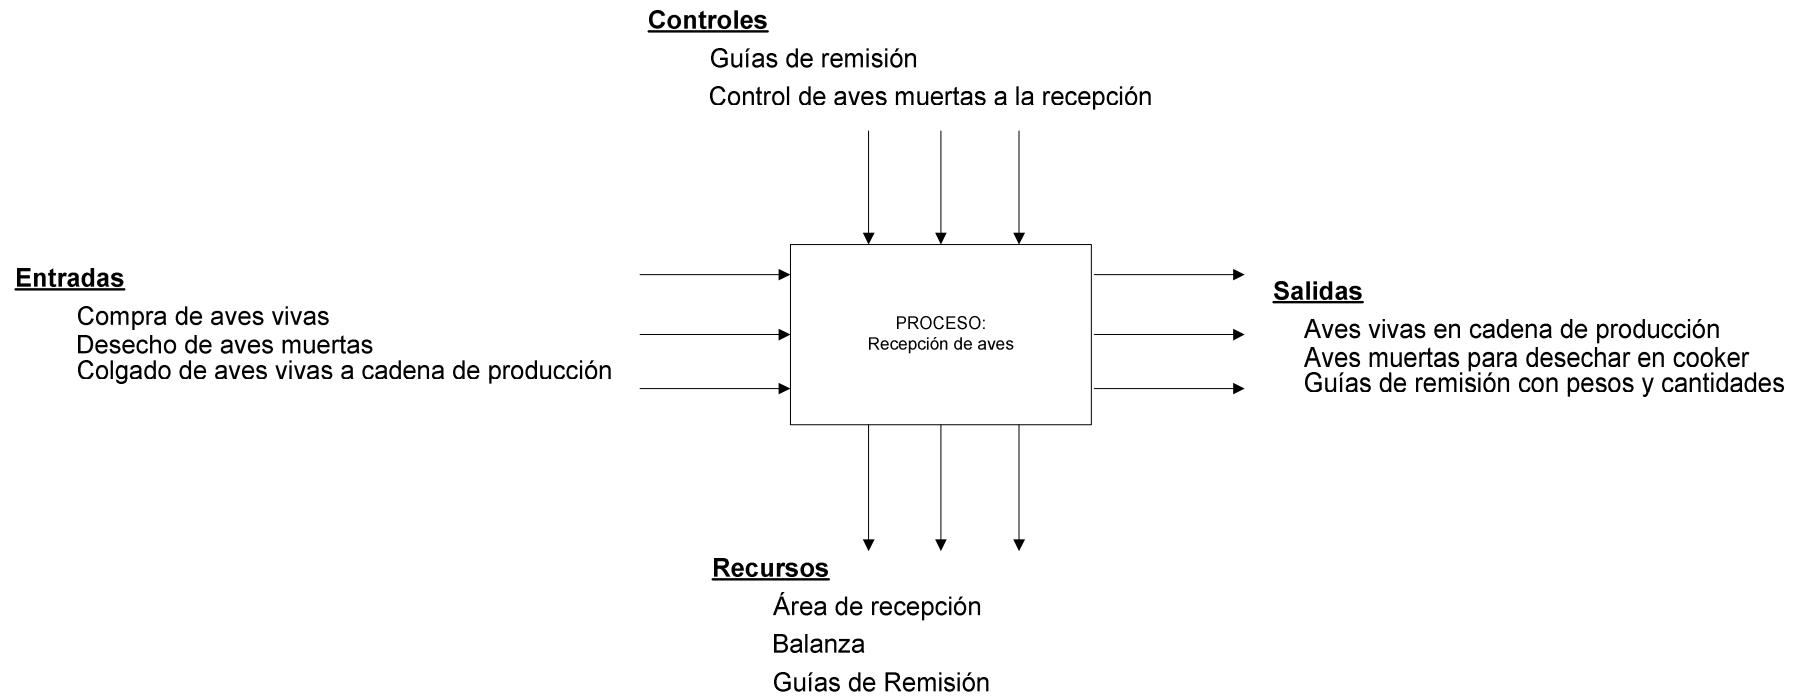 Controles
Guías de remisión
Control de aves muertas a la recepción
Entradas
Compra de aves vivas
Desecho de aves muertas
Colgado de aves vivas a cadena de producción
PROCESO:
Recepción de aves
Salidas
Aves vivas en cadena de producción
Aves muertas para desechar en cooker
Guías de remisión con pesos y cantidades
Recursos
Área de recepción
Balanza
Guías de Remisión